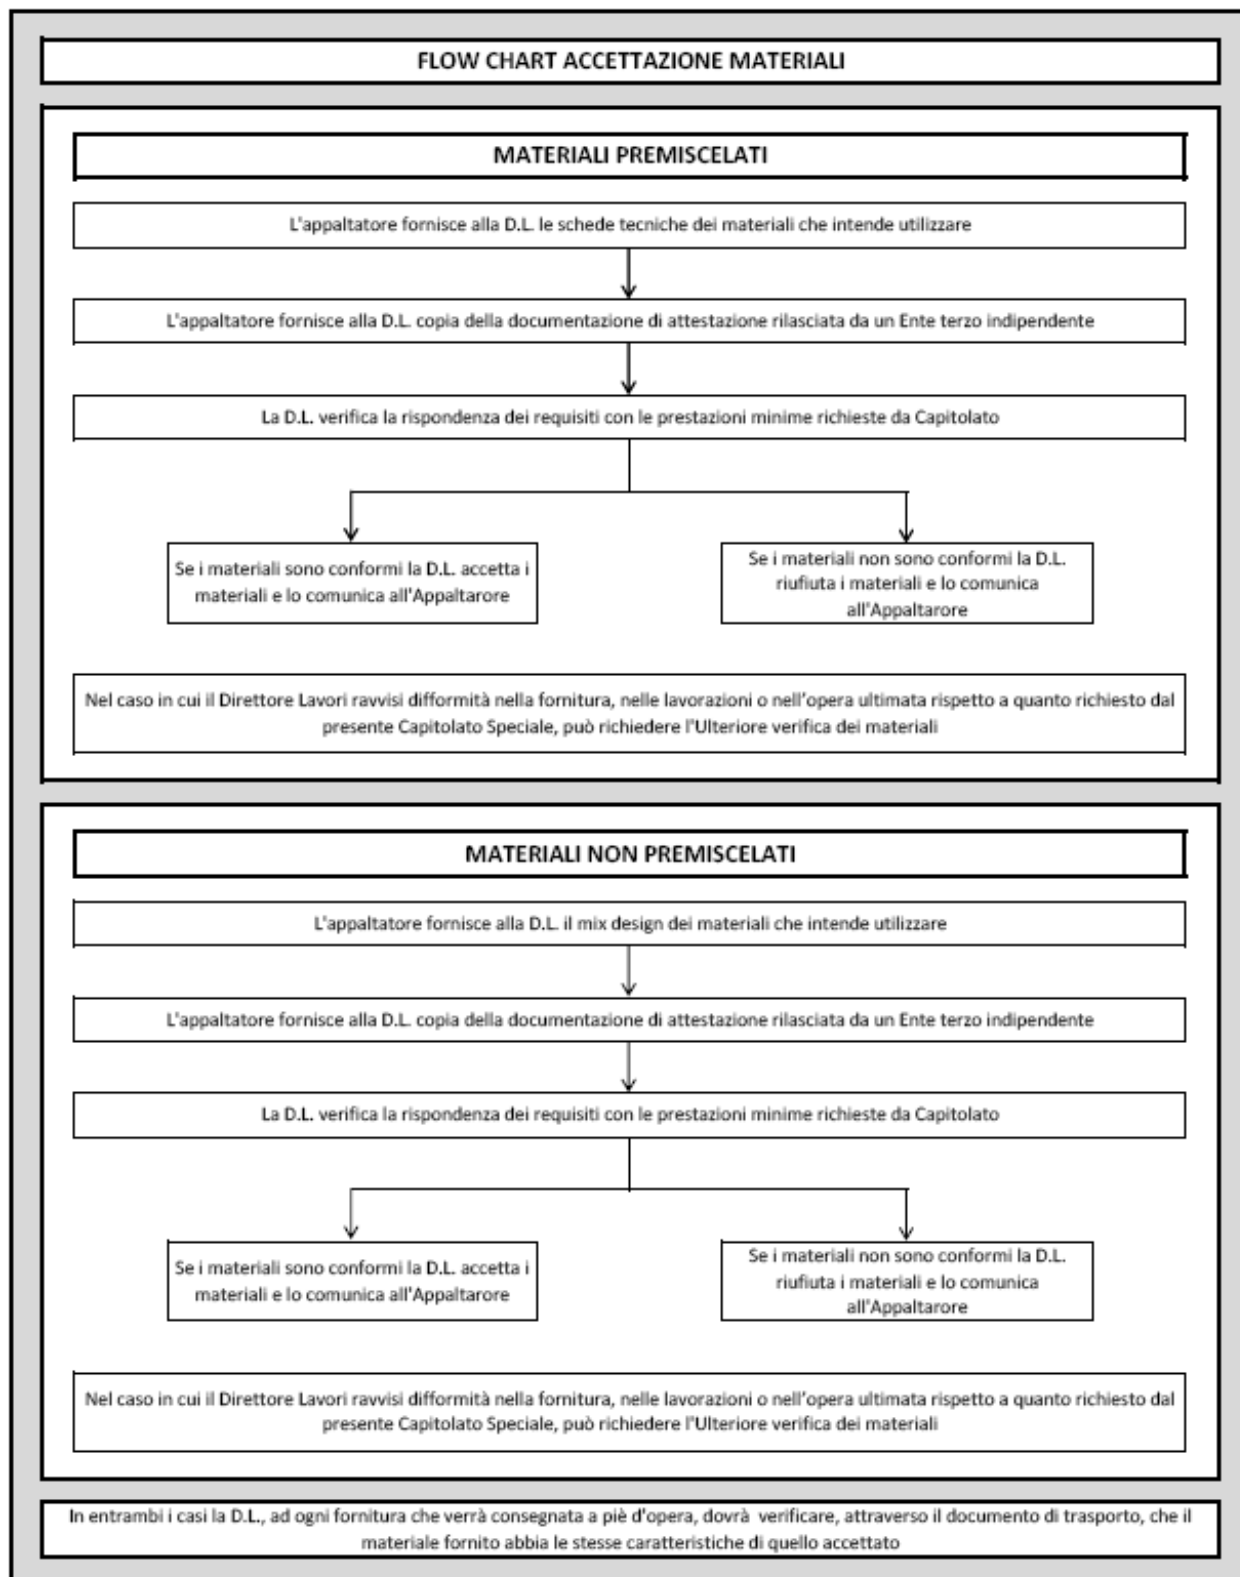 FLOW CHART ACCETTAZIONE MATERIALI
MATERIALI PREMISCELATI
L'appaltatore fornisce alla D.L. le schede tecniche dei materiali che intende utilizzare
L'appaltatore fornisce alla D.L. copia della documentazione di attestazione rilasciata da un Ente terzo indipendente
La D.L. verifica la rispondenza dei requisiti con le prestazioni minime richieste da Capitolato
Se i materiali sono conformi la D.L. accetta i
materiali e lo comunica all'Appaltarore
Se i materiali non sono conformi la D.L.
riufiuta i materiali e lo comunica
all'Appaltarore
Nel caso in cui il Direttore Lavori ravvisi difformità nella fornitura, nelle lavorazioni o nell'opera ultimata rispetto a quanto richiesto dal
presente Capitolato Speciale, può richiedere l'Ulteriore verifica dei materiali
MATERIALI NON PREMISCELATI
L'appaltatore fornisce alla D.L. il mix design dei materiali che intende utilizzare
L'appaltatore fornisce alla D.L. copia della documentazione di attestazione rilasciata da un Ente terzo indipendente
La D.L. verifica la rispondenza dei requisiti con le prestazioni minime richieste da Capitolato
Se i materiali sono conformi la D.L. accetta i
materiali e lo comunica all'Appaltarore
Se i materiali non sono conformi la D.L.
riufiuta i materiali e lo comunica
all'Appaltarore
Nel caso in cui il Direttore Lavori ravvisi difformità nella fornitura, nelle lavorazioni o nell'opera ultimata rispetto a quanto richiesto dal
presente Capitolato Speciale, può richiedere l'Ulteriore verifica dei materiali
In entrambi i casi la D.L., ad ogni fornitura che verrà consegnata a piè d'opera, dovrà verificare, attraverso il documento di trasporto, che il
materiale fornito abbia le stesse caratteristiche di quello accettato